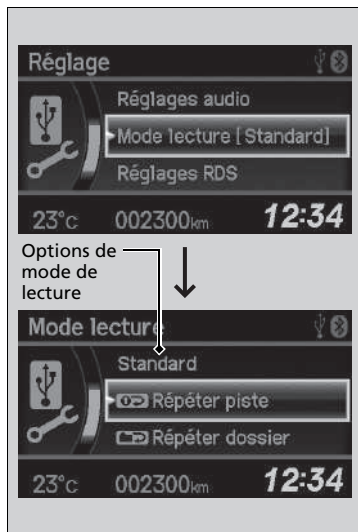 Réglage
Réglages audio
Mode lecture [Standard]
Réglages RDS
23°c 002300km 12:34
Options de
mode de
lecture
Mode lecture
Standard
Répéter piste
Répéter dossier
23°c 002300km 12:34